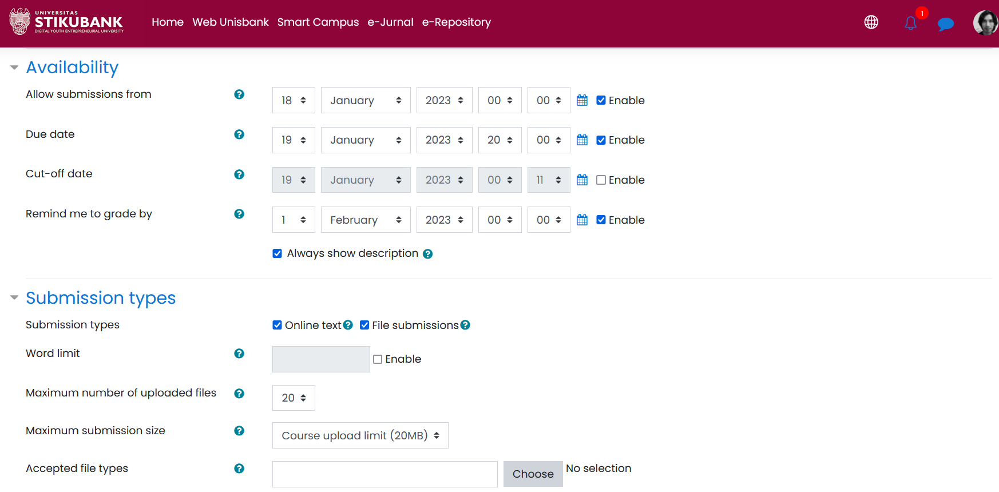 UNIVERSITAS
STIKUBANK
DIGITAL YOUTH ENTREPRENEURIAL UNIVERSITY
Home Web Unisbank Smart Campus e-Jurnal e-Repository
1
Availability
Allow submissions from ? 18 January 2023 00 00 Enable
Due date ? 19 January 2023 20 00 Enable
Cut-off date ? 19 January 2023 00 11 Enable
Remind me to grade by ? 1 February 2023 00 00 Enable
Always show description ?
Submission types
Submission types Online text ? File submissions ?
Word limit ? Enable
Maximum number of uploaded files ? 20
Maximum submission size ? Course upload limit (20MB)
Accepted file types ? Choose No selection